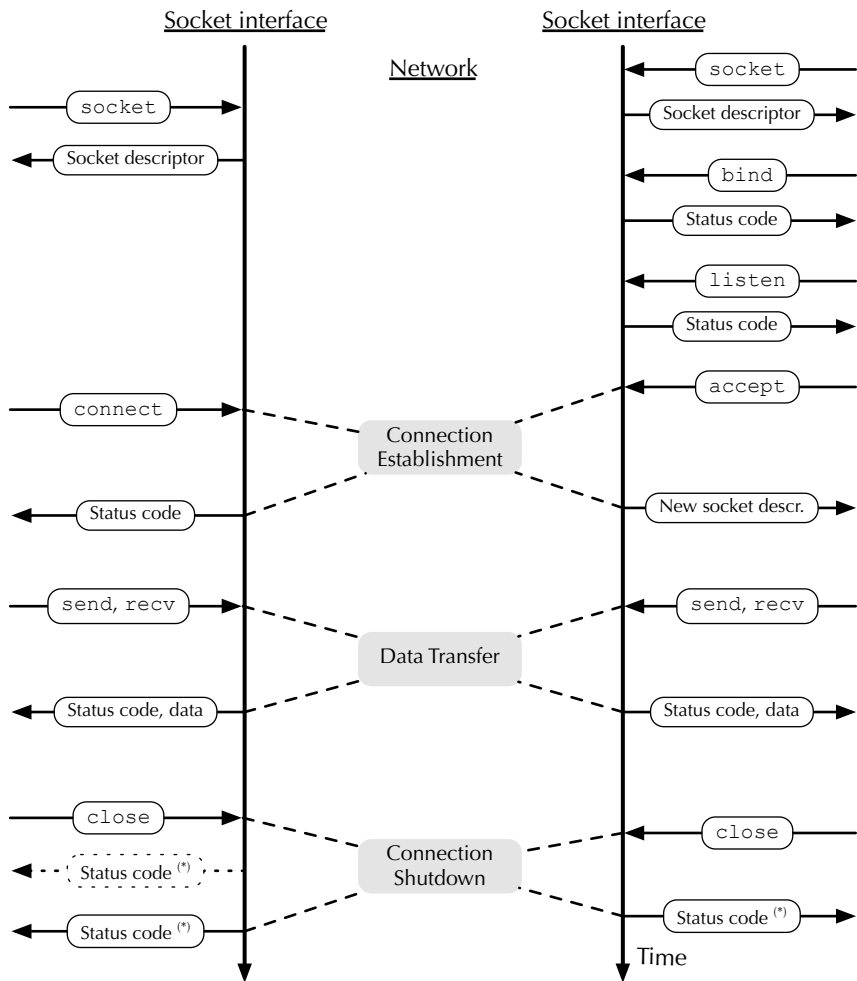 Socket interface
Socket interface
Network
socket
socket
Socket descriptor
Socket descriptor
bind
Status code
listen
Status code
accept
connect
Connection
Establishment
Status code
New socket descr.
send, recv
send, recv
Data Transfer
Status code, data
Status code, data
close
close
Connection
Shutdown
Status code (*)
Status code (*)
Status code (*)
Time